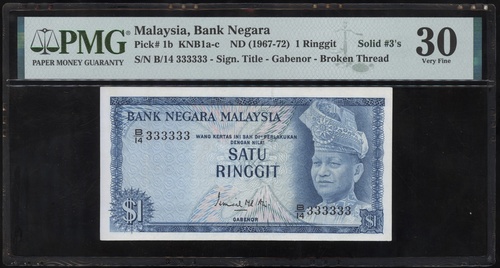 PMG
PAPER MONEY GUARANTY
Malaysia, Bank Negara
Pick# 1b KNB1a-c ND (1967-72) 1 Ringgit Solid #3's
S/N B/14 333333 - Sign. Title - Gabenor - Broken Thread
30
Very Fine
BANK NEGARA MALAYSIA
B/14 333333
WANG KERTAS INI SAH DI-PERLAKUKAN
DENGAN NILAI
SATU
RINGGIT
B/14 333333
GABENOR
$1
$1